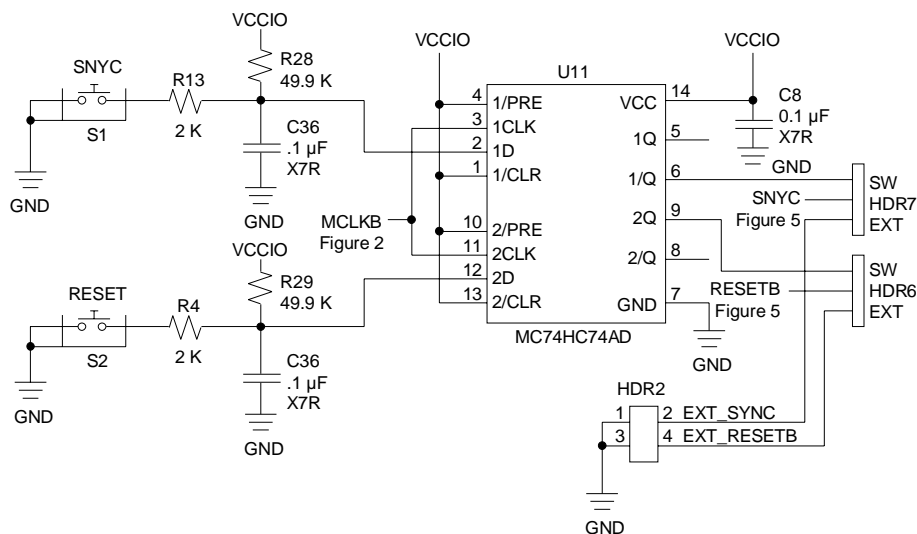 VCCIO
SNYC
S1
R13
2 K
R28
49.9 K
C36
.1 µF
X7R
GND
GND
VCCIO
MCLKB
Figure 2
VCCIO
RESET
S2
R4
2 K
R29
49.9 K
C36
.1 µF
X7R
GND
GND
U11
4 1/PRE
3 1CLK
2 1D
1 1/CLR
10 2/PRE
11 2CLK
12 2D
13 2/CLR
VCC 14
1Q 5
1/Q 6
2Q 9
2/Q 8
GND 7
MC74HC74AD
GND
VCCIO
C8
0.1 µF
X7R
GND
SNYC
Figure 5
SW
HDR7
EXT
RESETB
Figure 5
SW
HDR6
EXT
HDR2
1 2 EXT_SYNC
3 4 EXT_RESETB
GND